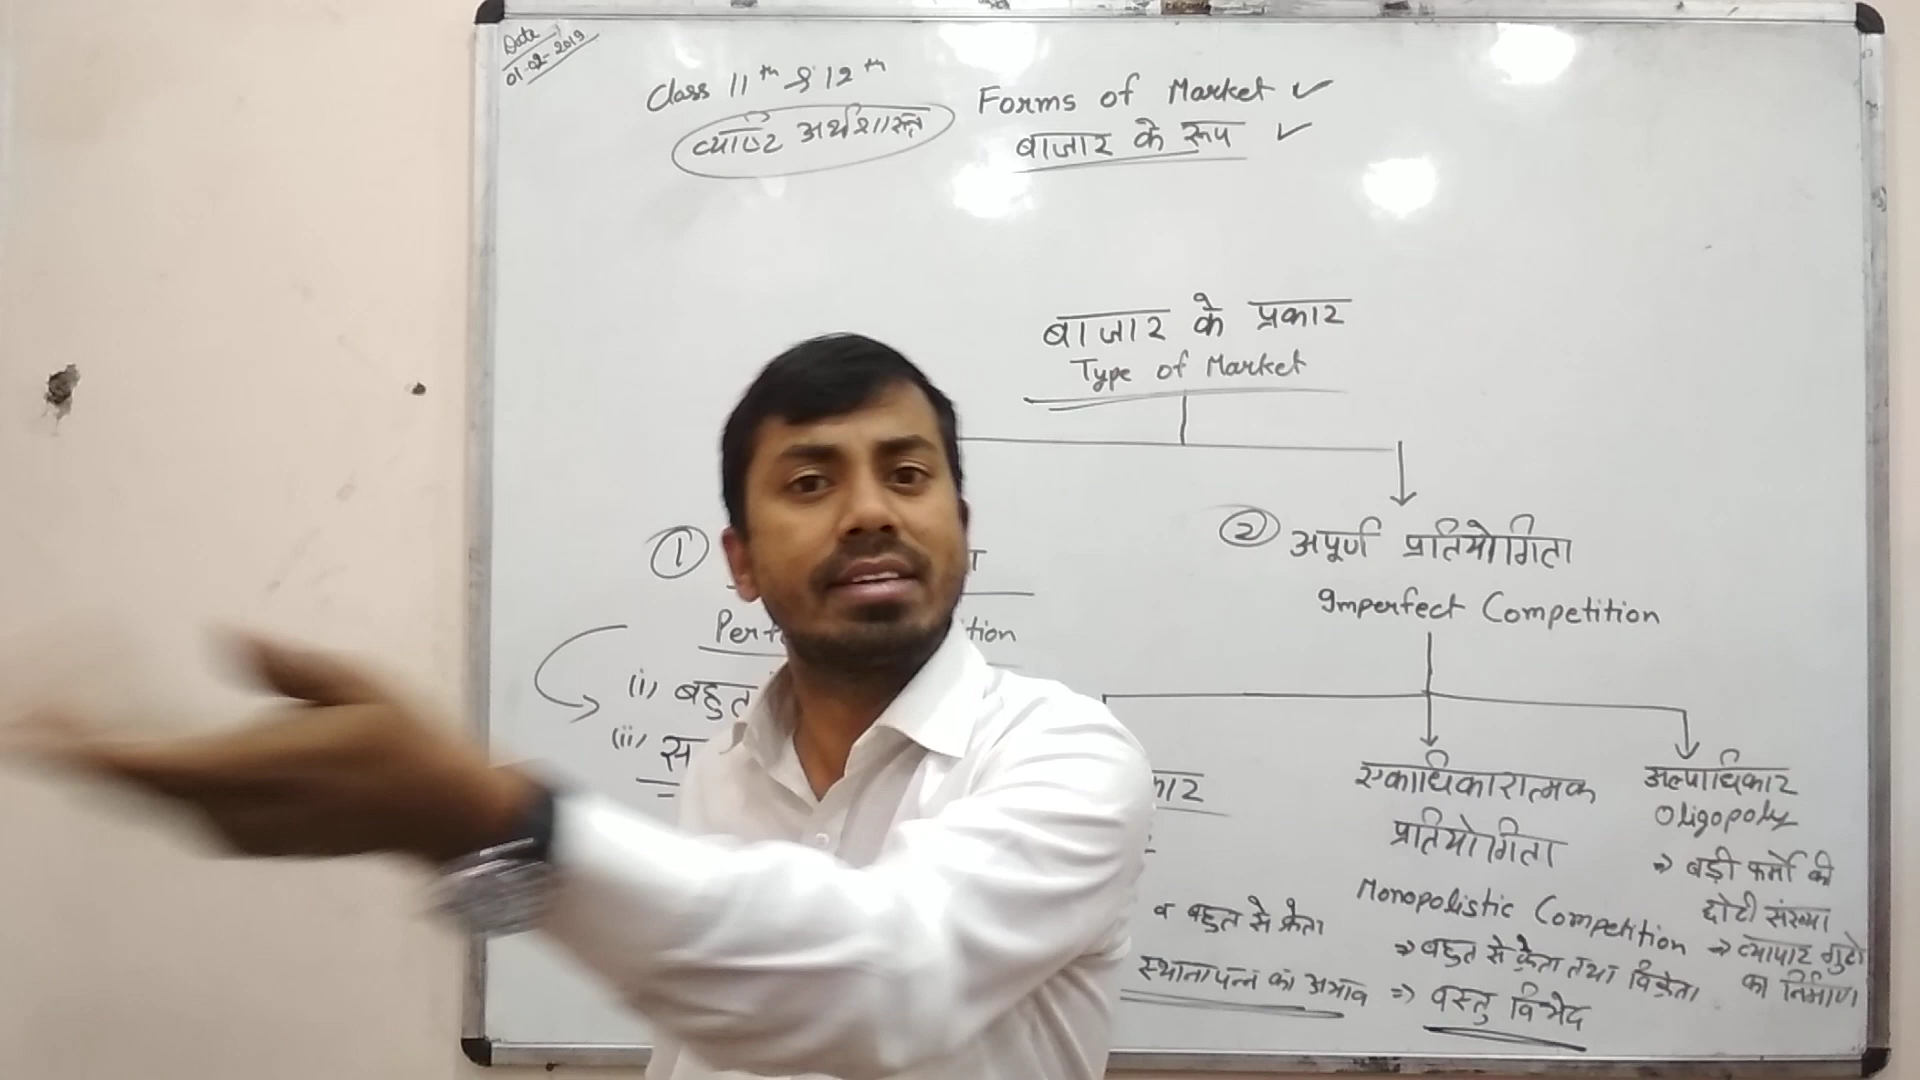 Date
01-02-2019
Class 11th & 12th
व्यष्टि अर्थशास्त्र
Forms of Market ✓
बाजार के रूप ✓
बाजार के प्रकार
Type of Market
①
② अपूर्ण प्रतियोगिता
Imperfect Competition
(i) बहुत
(ii)
एकाधिकारात्मक
प्रतियोगिता
Monopolistic Competition
⇒ बहुत से क्रेता तथा विक्रेता
⇒ वस्तु विभेद
अल्पाधिकार
Oligopoly
⇒ बड़ी फर्मो की
छोटी संख्या
⇒ व्यापार गुटो
का निर्माण
व बहुत से क्रेता
स्थानापन्न का अभाव